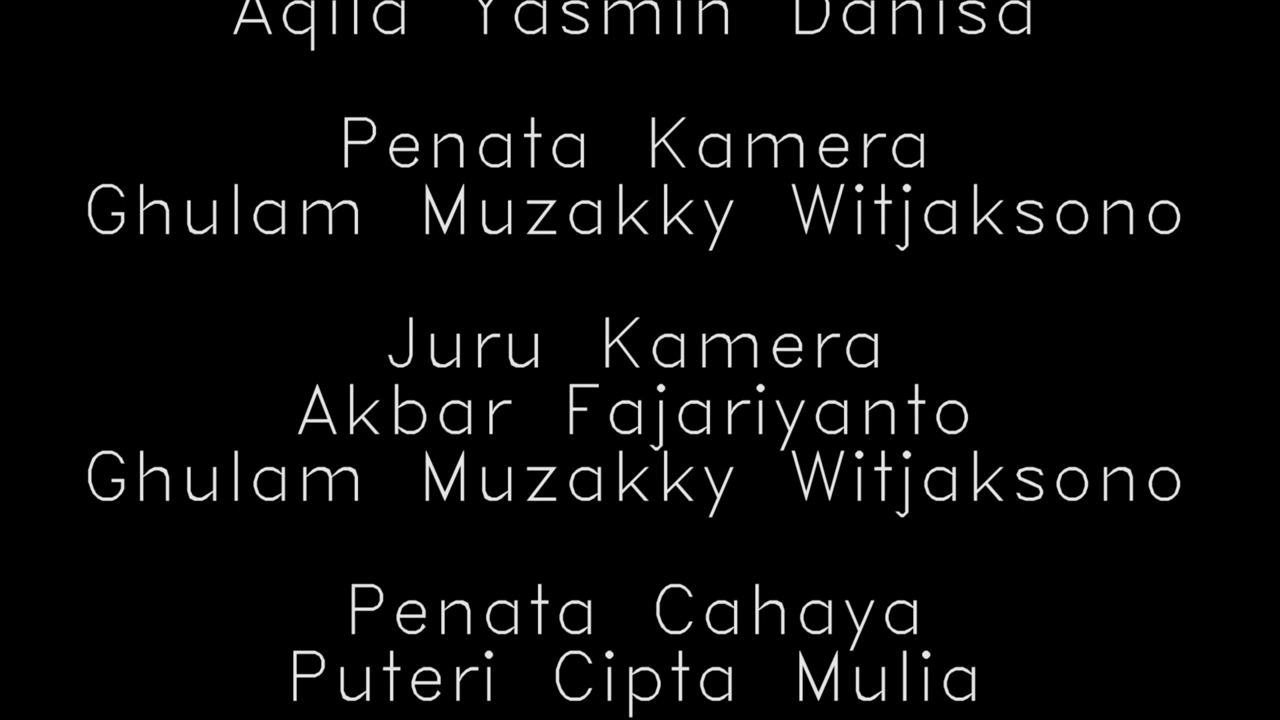 Aqila Yasmin Danisa
Penata Kamera
Ghulam Muzakky Witjaksono
Juru Kamera
Akbar Fajariyanto
Ghulam Muzakky Witjaksono
Penata Cahaya
Puteri Cipta Mulia